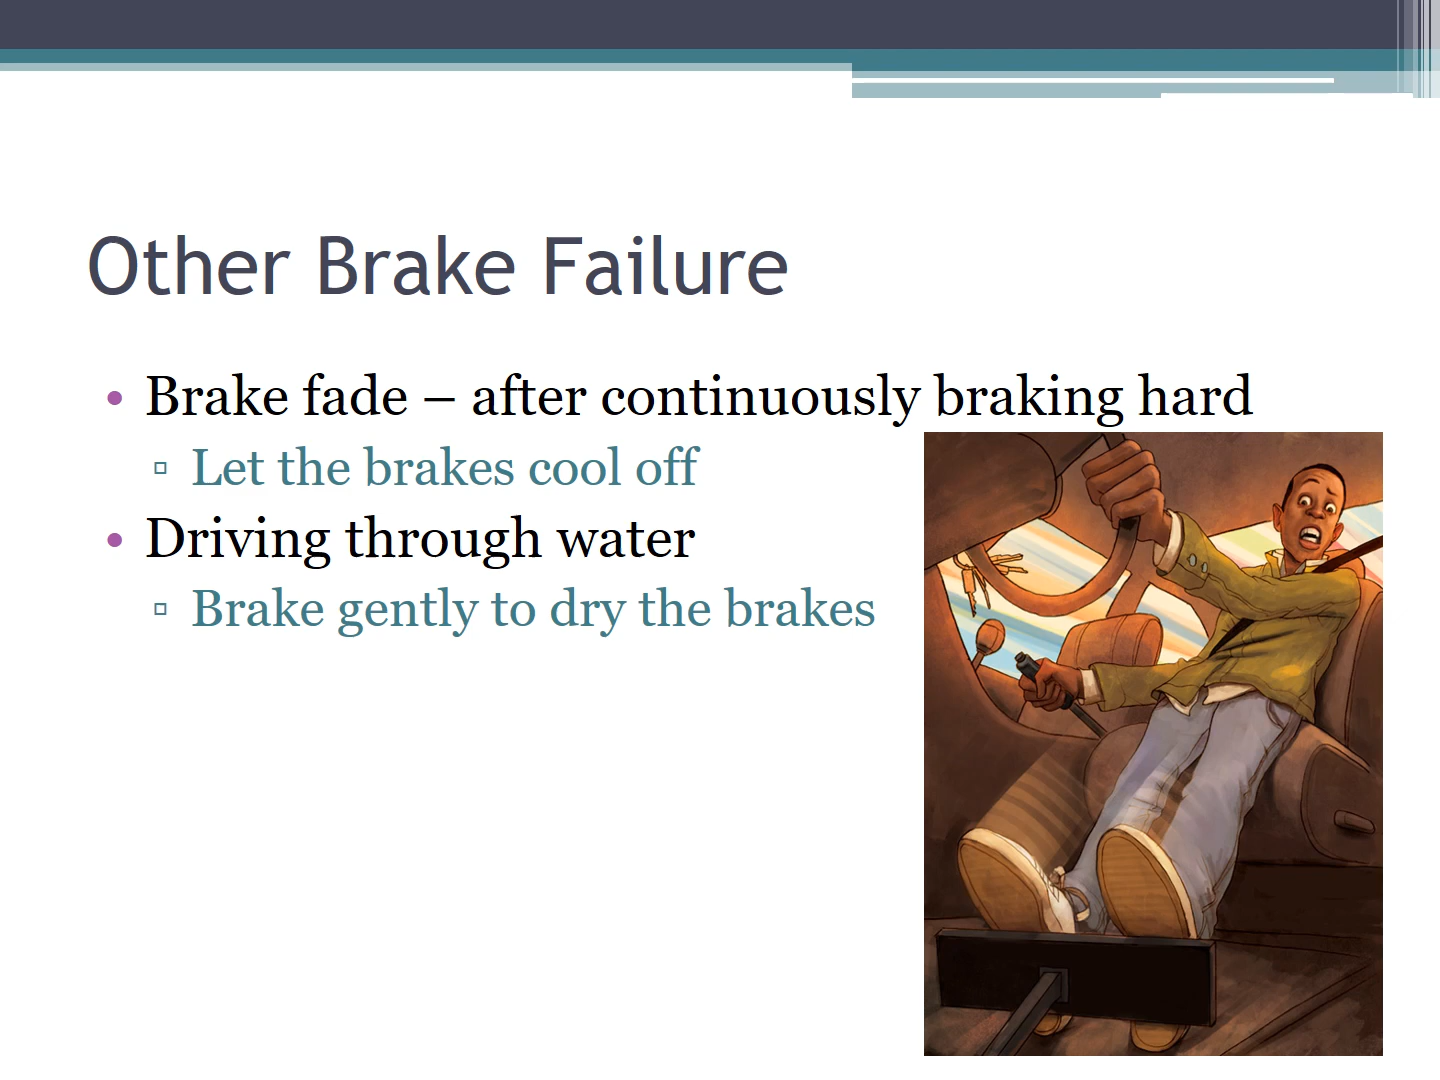 Other Brake Failure
• Brake fade – after continuously braking hard
▫ Let the brakes cool off
• Driving through water
▫ Brake gently to dry the brakes